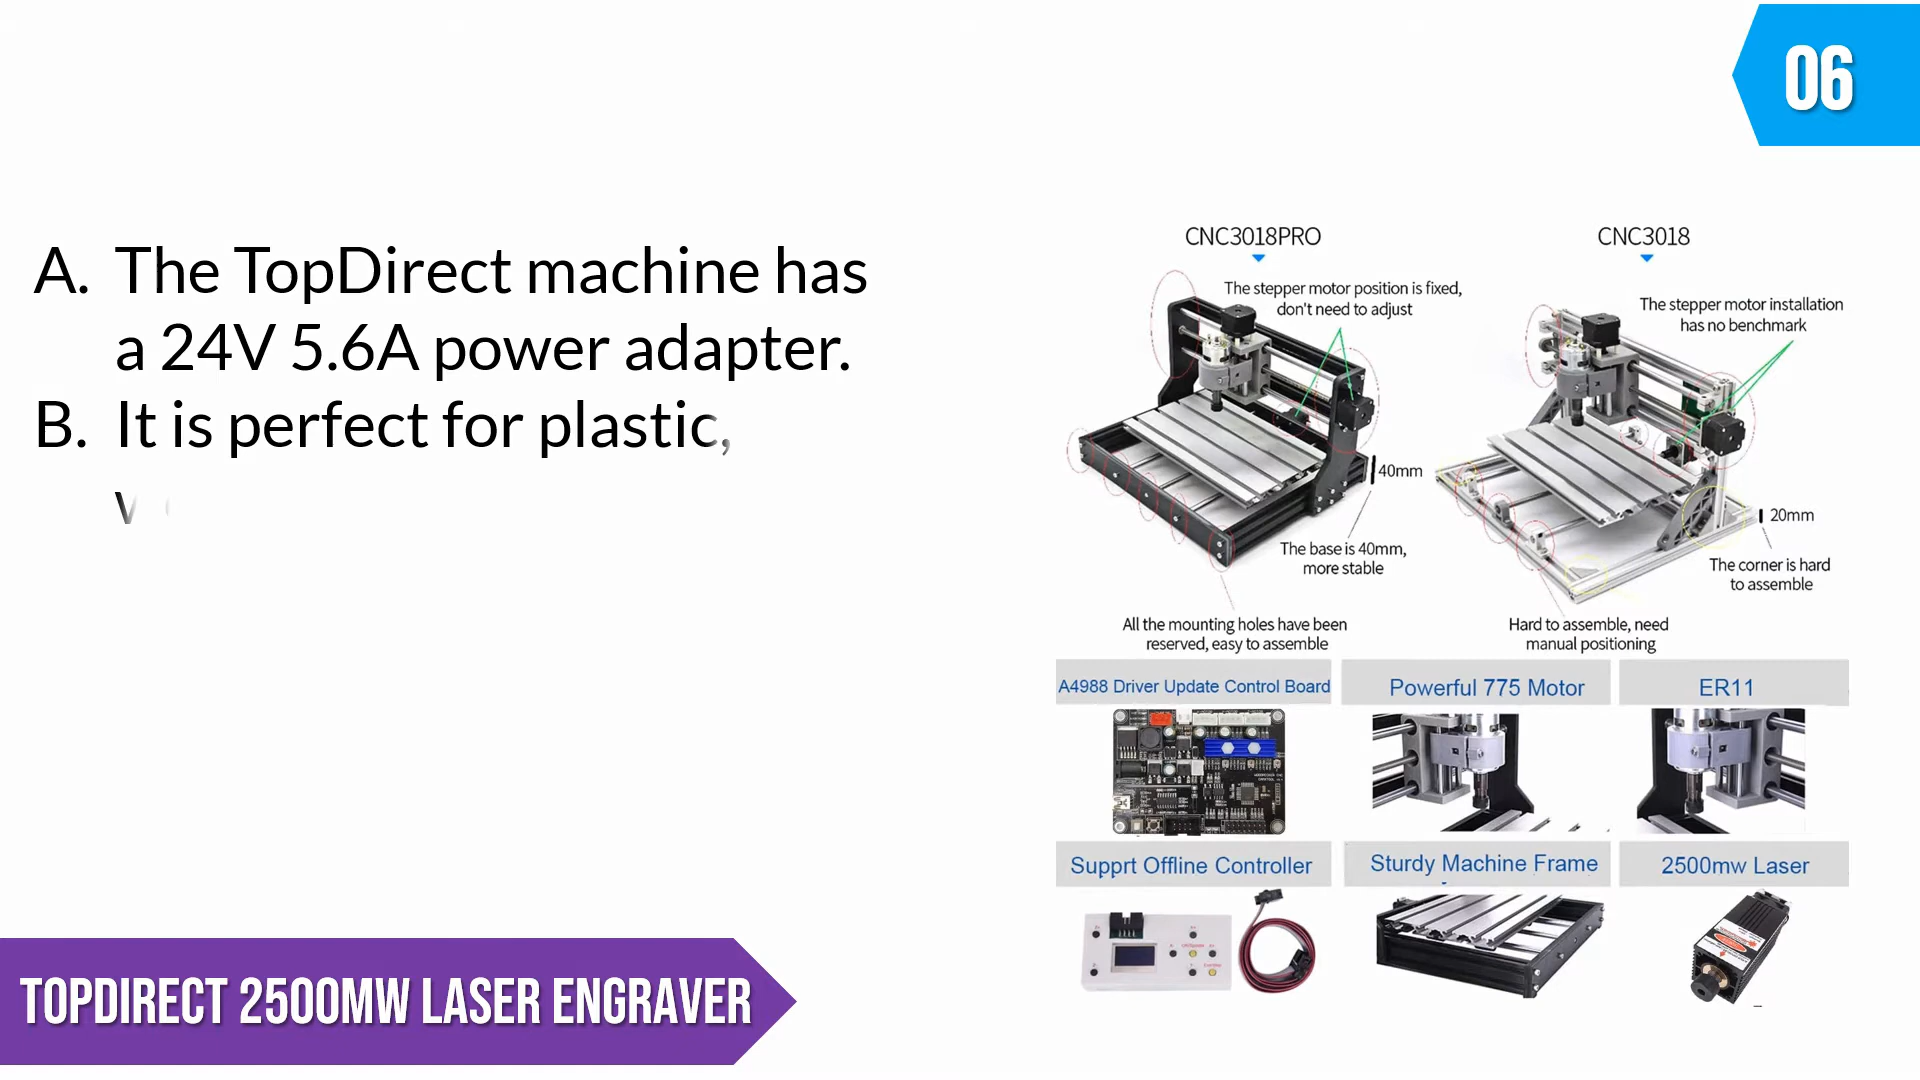 06
A. The TopDirect machine has
a 24V 5.6A power adapter.
B. It is perfect for plastic,
CNC3018PRO
The stepper motor position is fixed,
don't need to adjust
40mm
The base is 40mm,
more stable
All the mounting holes have been
reserved, easy to assemble
CNC3018
The stepper motor installation
has no benchmark
20mm
The corner is hard
to assemble
Hard to assemble, need
manual positioning
A4988 Driver Update Control Board
Powerful 775 Motor
ER11
Supprt Offline Controller
Sturdy Machine Frame
2500mw Laser
TOPDIRECT 2500MW LASER ENGRAVER